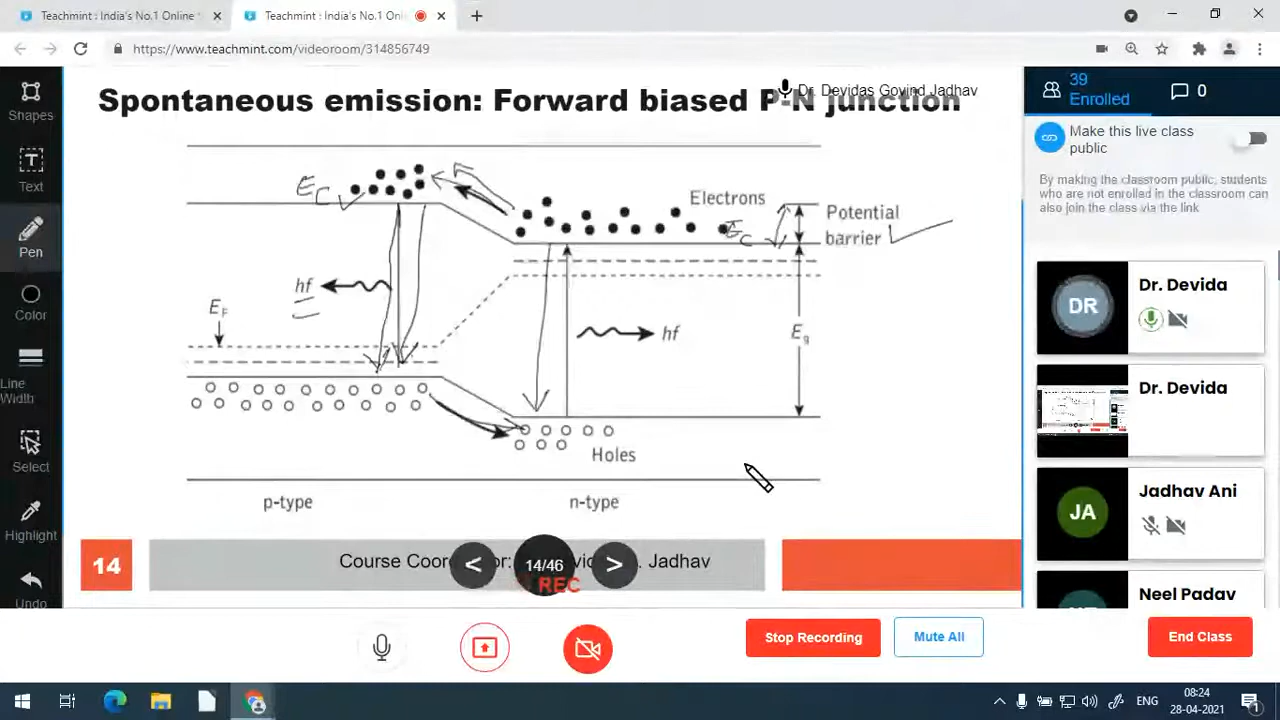 Teachmint : India's No.1 Online
Teachmint : India's No.1 Onli
https://www.teachmint.com/videoroom/314856749
Shapes
Text
Pen
Color
Line
Width
Select
Highlight
Undo
Spontaneous emission: Forward biased P-N junction
Dr. Devidas Govind Jadhav
EC
Electrons
EC
Potential
barrier
hf
EF
hf
Eg
Holes
p-type
n-type
14
Course Jadhav
< 14/46 >
REC
39
Enrolled
0
Make this live class
public
By making the classroom public, students
who are not enrolled in the classroom can
also join the class via the link
DR
Dr. Devida
Dr. Devida
JA
Jadhav Ani
Neel Padav
Stop Recording
Mute All
End Class
ENG
08:24
28-04-2021
1